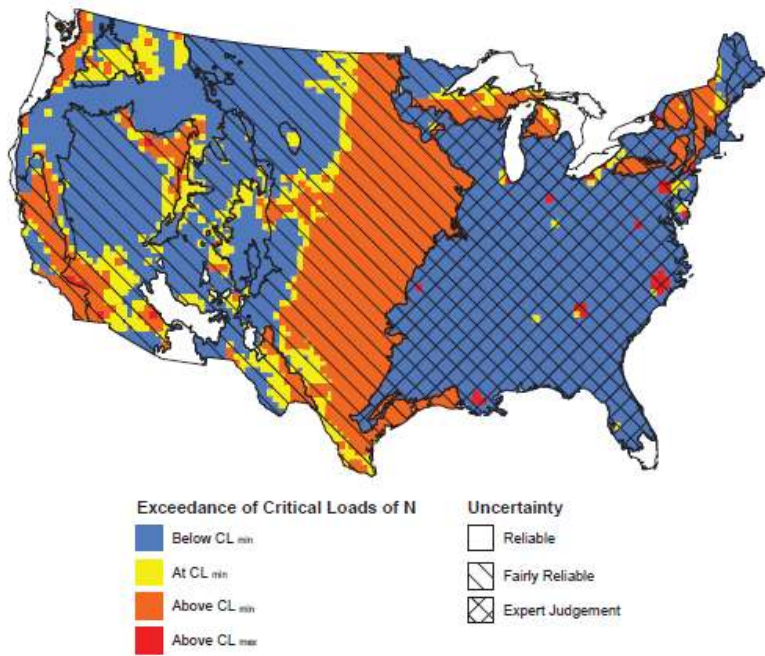 Exceedance of Critical Loads of N
Below CL min
At CL min
Above CL min
Above CL max
Uncertainty
Reliable
Fairly Reliable
Expert Judgement